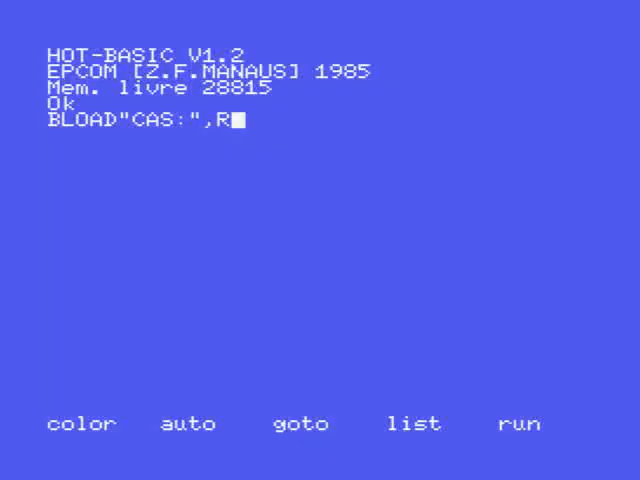 HOT-BASIC V1.2
EPCOM [Z.F.MANAUS] 1985
Mem. livre 28815
Ok
BLOAD"CAS:",R
color auto goto list run